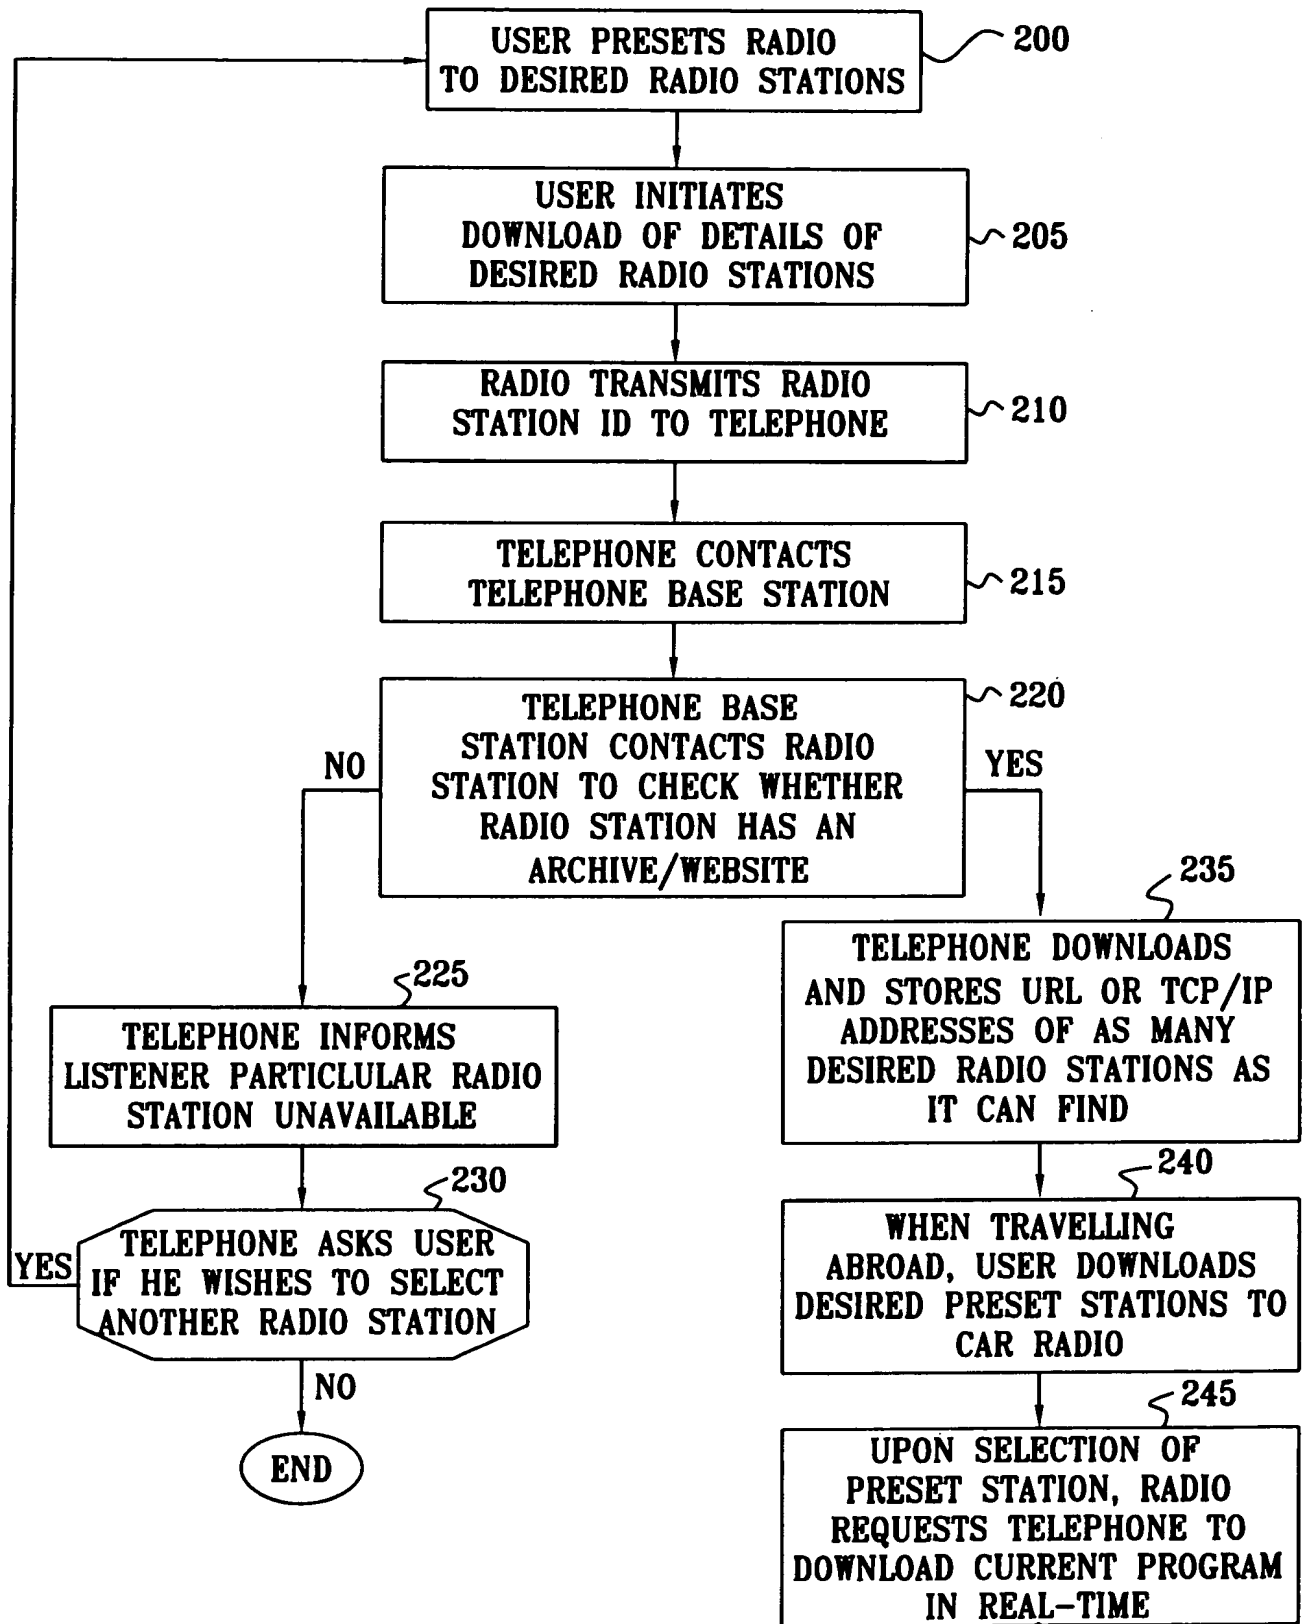 USER PRESETS RADIO
TO DESIRED RADIO STATIONS
200
USER INITIATES
DOWNLOAD OF DETAILS OF
DESIRED RADIO STATIONS
205
RADIO TRANSMITS RADIO
STATION ID TO TELEPHONE
210
TELEPHONE CONTACTS
TELEPHONE BASE STATION
215
TELEPHONE BASE
STATION CONTACTS RADIO
STATION TO CHECK WHETHER
RADIO STATION HAS AN
ARCHIVE/WEBSITE
220
NO
YES
225
TELEPHONE INFORMS
LISTENER PARTICLULAR RADIO
STATION UNAVAILABLE
230
TELEPHONE ASKS USER
IF HE WISHES TO SELECT
ANOTHER RADIO STATION
YES
NO
END
235
TELEPHONE DOWNLOADS
AND STORES URL OR TCP/IP
ADDRESSES OF AS MANY
DESIRED RADIO STATIONS AS
IT CAN FIND
240
WHEN TRAVELLING
ABROAD, USER DOWNLOADS
DESIRED PRESET STATIONS TO
CAR RADIO
245
UPON SELECTION OF
PRESET STATION, RADIO
REQUESTS TELEPHONE TO
DOWNLOAD CURRENT PROGRAM
IN REAL-TIME